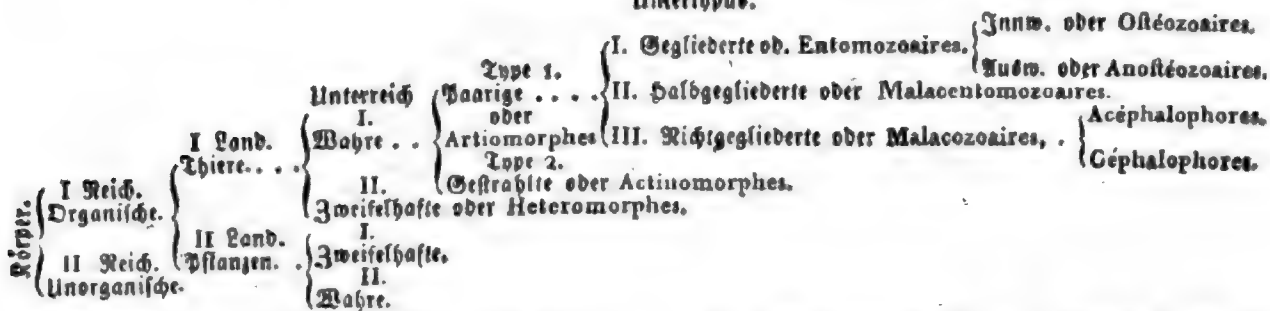 Unterthpus.
Innw. oder Ostéozoaires.
I. Gegliederte od. Entomozoaires.
Type 1.
Ausw. oder Anostéozoaires.
Unterreich Paarige . . . . II. Halbgegliederte oder Malacentomozoaires.
I. oder Acéphalophores.
I Land. Wahre . . Artiomorphes III. Nichtgegliederte oder Malacozoaires, .
Thiere. . . . Type 2. Céphalophores.
I Reich. II. Gestrahlte oder Actinomorphes.
Organische. Zweifelhafte oder Heteromorphes.
Körper. II Land. I.
II Reich. Pflanzen. . Zweifelhafte.
Unorganische. II.
Wahre.